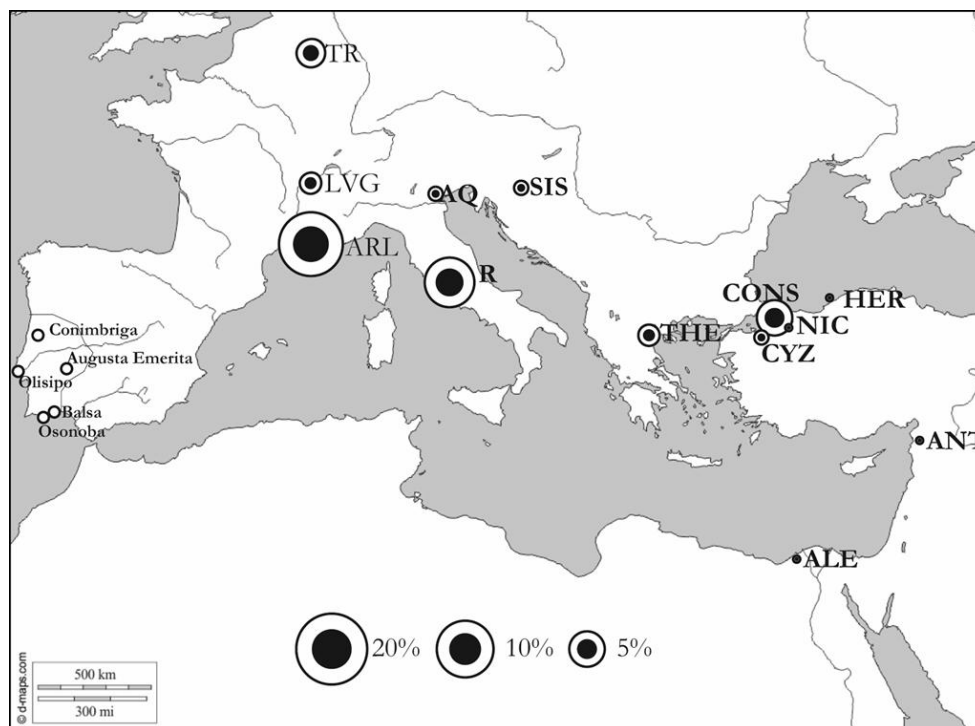 TR
LVG
AQ
SIS
ARL
R
CONS
HER
NIC
THE
CYZ
Conimbriga
Augusta Emerita
Olisipo
Balsa
Osonoba
ANT
ALE
20%
10%
5%
500 km
300 mi
© d-maps.com